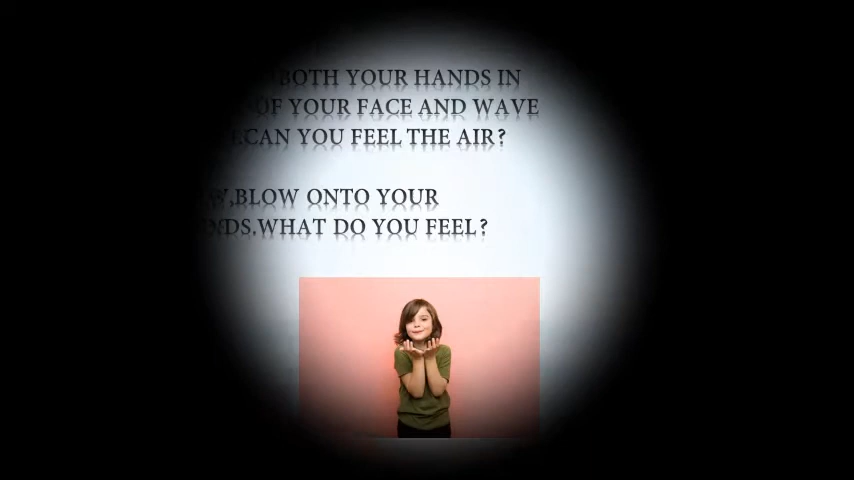 BOTH YOUR HANDS IN
OF YOUR FACE AND WAVE
.CAN YOU FEEL THE AIR?
,BLOW ONTO YOUR
.WHAT DO YOU FEEL?